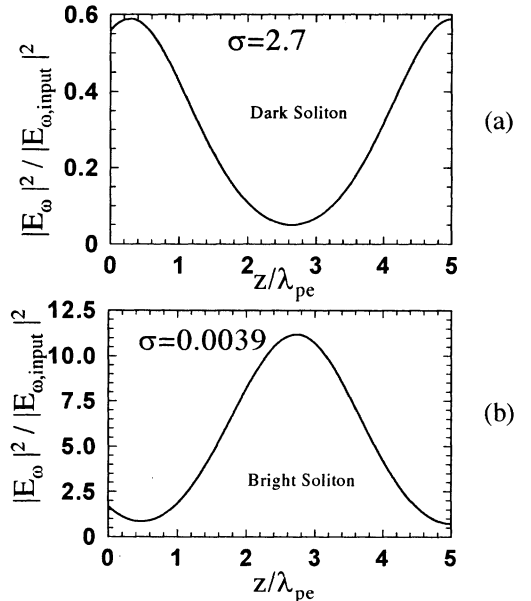 0.6
0.4
0.2
0
|E_ω|² / |E_ω,input|²
σ=2.7
Dark Soliton
(a)
0 1 2 3 4 5
z/λ_pe
12.5
10.0
7.5
5.0
2.5
0
|E_ω|² / |E_ω,input|²
σ=0.0039
Bright Soliton
(b)
0 1 2 3 4 5
z/λ_pe